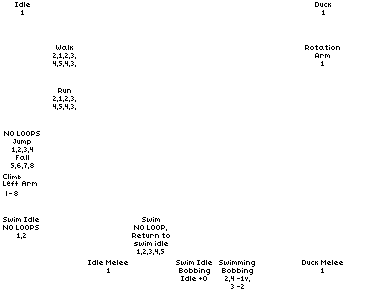 Idle
1
Duck
1
Walk
2,1,2,3,
4,5,4,3,
Rotation
Arm
1
Run
2,1,2,3,
4,5,4,3,
NO LOOPS
Jump
1,2,3,4
Fall
5,6,7,8
Climb
Left Arm
1-8
Swim Idle
NO LOOPS
1,2
Swim
NO LOOP,
Return to
swim idle
1,2,3,4,5
Idle Melee
1
Swim Idle
Bobbing
Idle +0
Swimming
Bobbing
2,4 -1v,
3 -2
Duck Melee
1